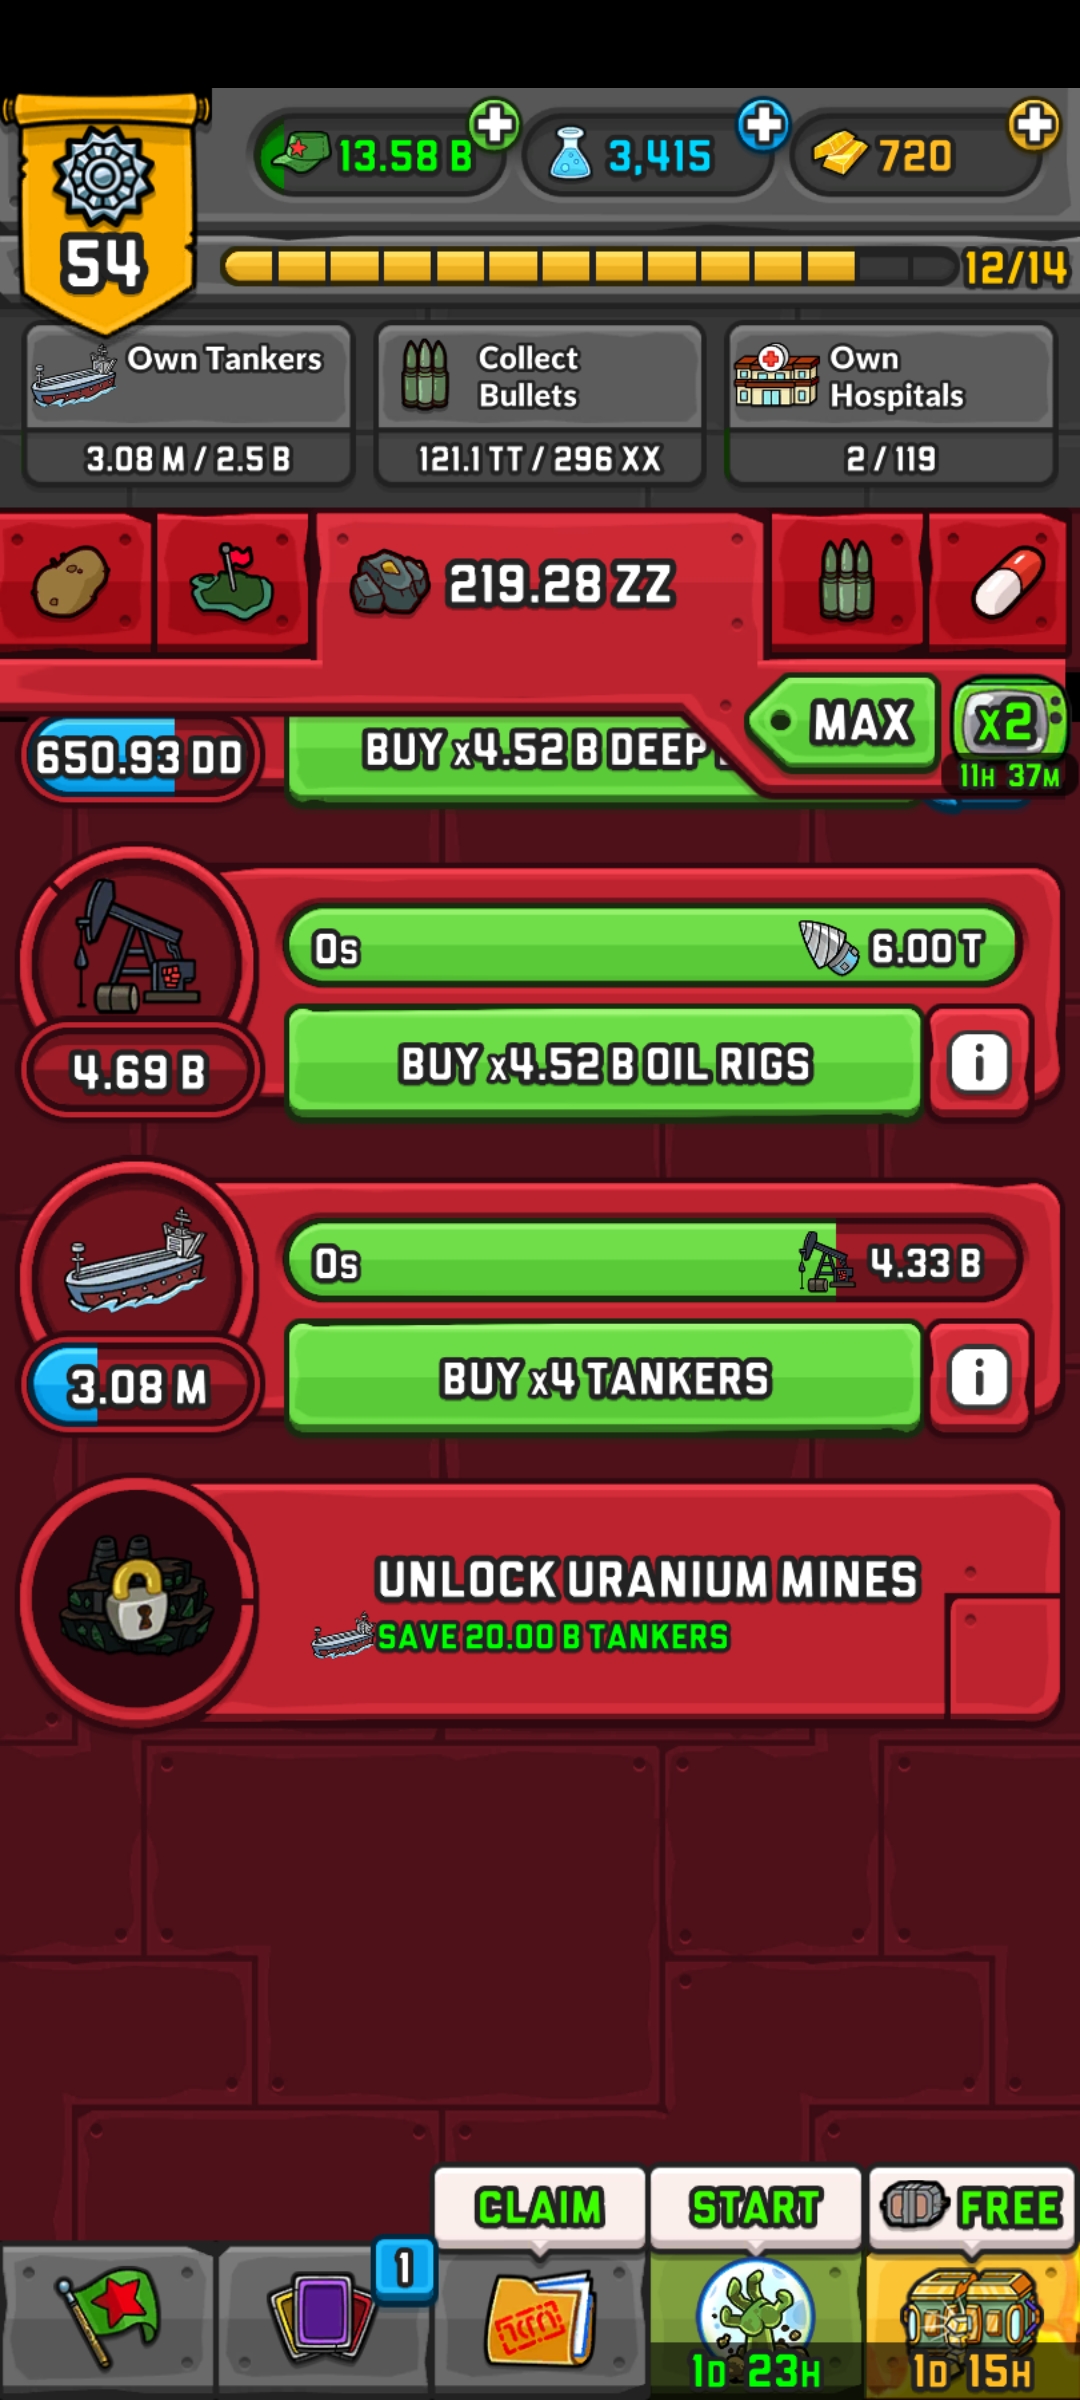 54
13.58 B
3,415
720
12/14
Own Tankers
3.08 M / 2.5 B
Collect
Bullets
121.1 TT / 296 XX
Own
Hospitals
2 / 119
219.28 ZZ
MAX
x2
11H 37M
650.93 DD
BUY x4.52 B DEEP
0s
6.00 T
4.69 B
BUY x4.52 B OIL RIGS
i
0s
4.33 B
3.08 M
BUY x4 TANKERS
i
UNLOCK URANIUM MINES
SAVE 20.00 B TANKERS
CLAIM
START
FREE
1
1D 23H
1D 15H